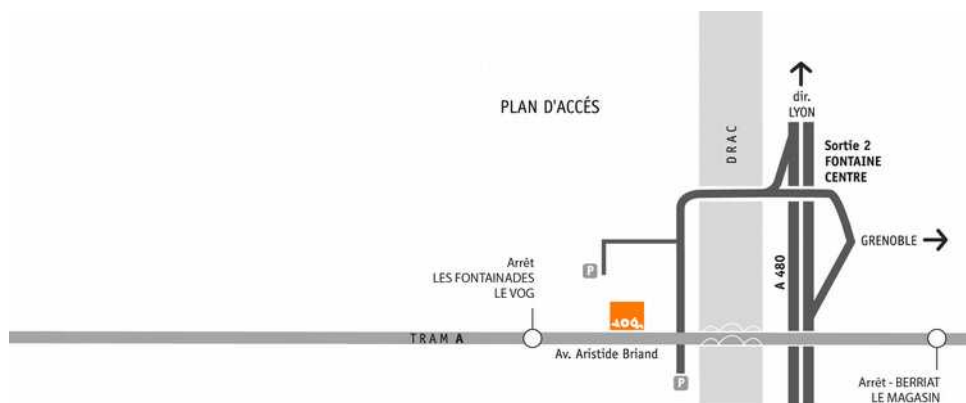 PLAN D'ACCÉS
DRAC
dir.
LYON
Sortie 2
FONTAINE
CENTRE
GRENOBLE
A 480
Arrêt
LES FONTAINADES
LE VOG
P
VOG.
TRAM A
Av. Aristide Briand
P
Arrêt - BERRIAT
LE MAGASIN